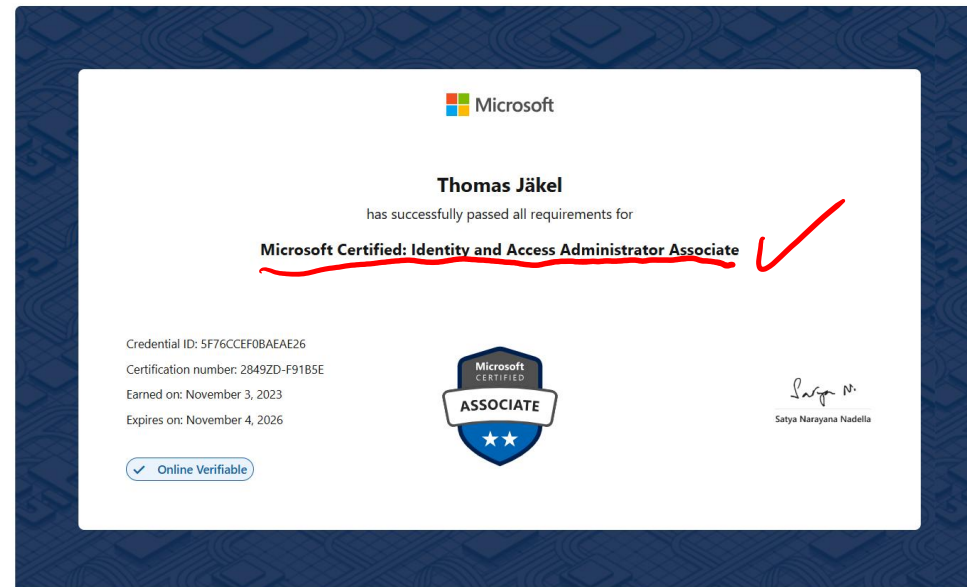 Microsoft
Thomas Jäkel
has successfully passed all requirements for
Microsoft Certified: Identity and Access Administrator Associate
Credential ID: 5F76CCEF0BAEAE26
Certification number: 2849ZD-F91B5E
Earned on: November 3, 2023
Expires on: November 4, 2026
Online Verifiable
Microsoft
CERTIFIED
ASSOCIATE
Satya N.
Satya Narayana Nadella